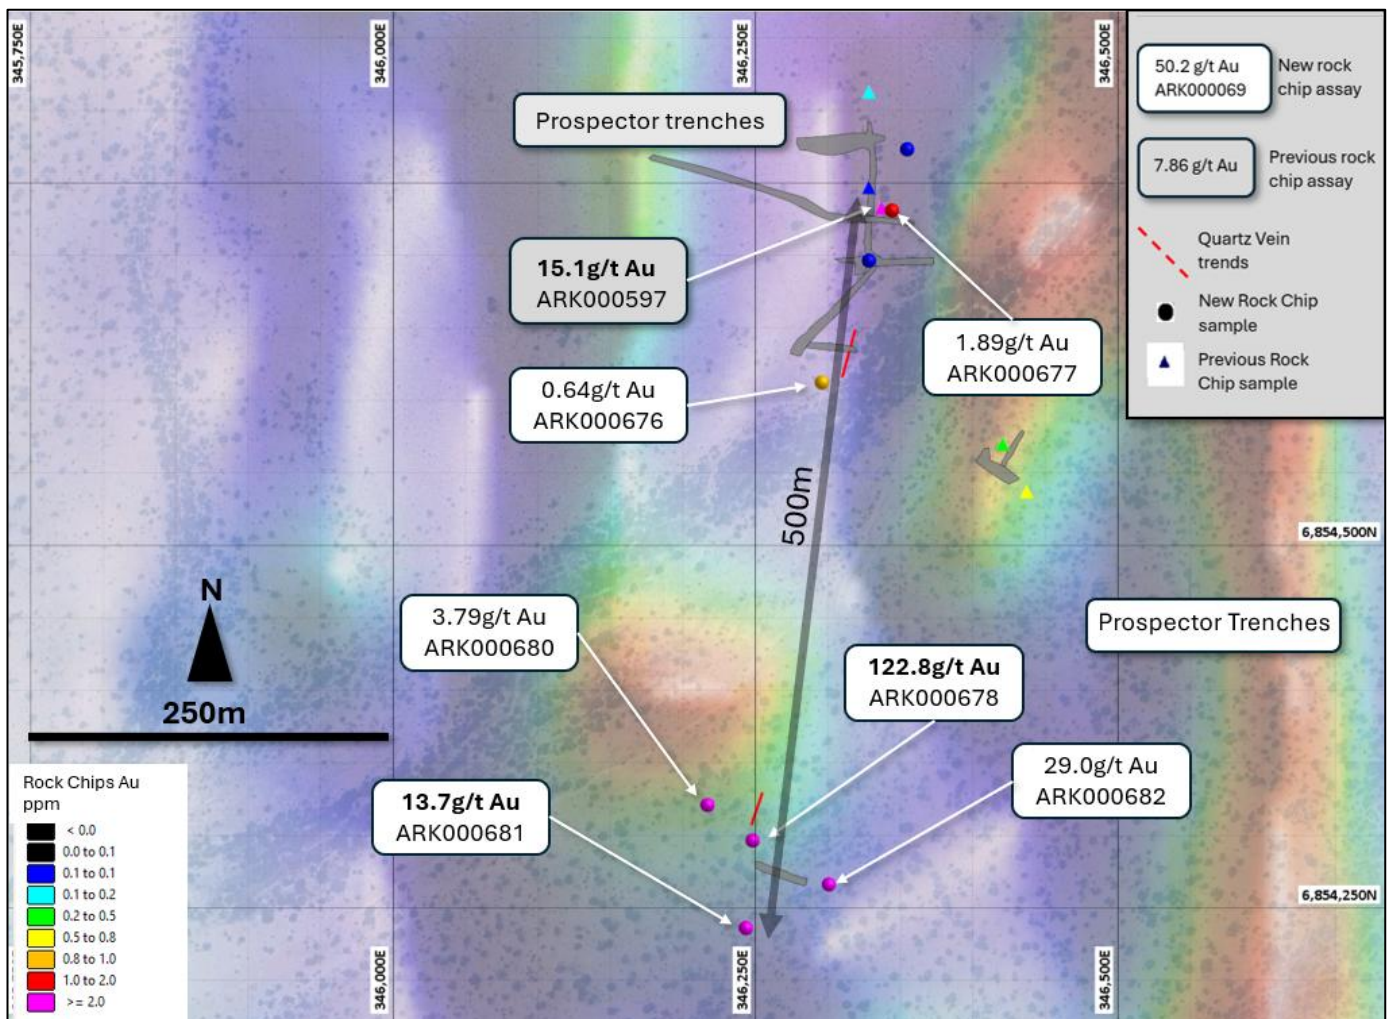 345,750E
346,000E
346,250E
346,500E
50.2 g/t Au
ARK000069
New rock
chip assay
7.86 g/t Au
Previous rock
chip assay
Quartz Vein
trends
New Rock Chip
sample
Previous Rock
Chip sample
Prospector trenches
15.1g/t Au
ARK000597
1.89g/t Au
ARK000677
0.64g/t Au
ARK000676
500m
6,854,500N
N
250m
3.79g/t Au
ARK000680
Prospector Trenches
122.8g/t Au
ARK000678
29.0g/t Au
ARK000682
13.7g/t Au
ARK000681
Rock Chips Au
ppm
< 0.0
0.0 to 0.1
0.1 to 0.1
0.1 to 0.2
0.2 to 0.5
0.5 to 0.8
0.8 to 1.0
1.0 to 2.0
>= 2.0
6,854,250N
346,000E
346,250E
346,500E